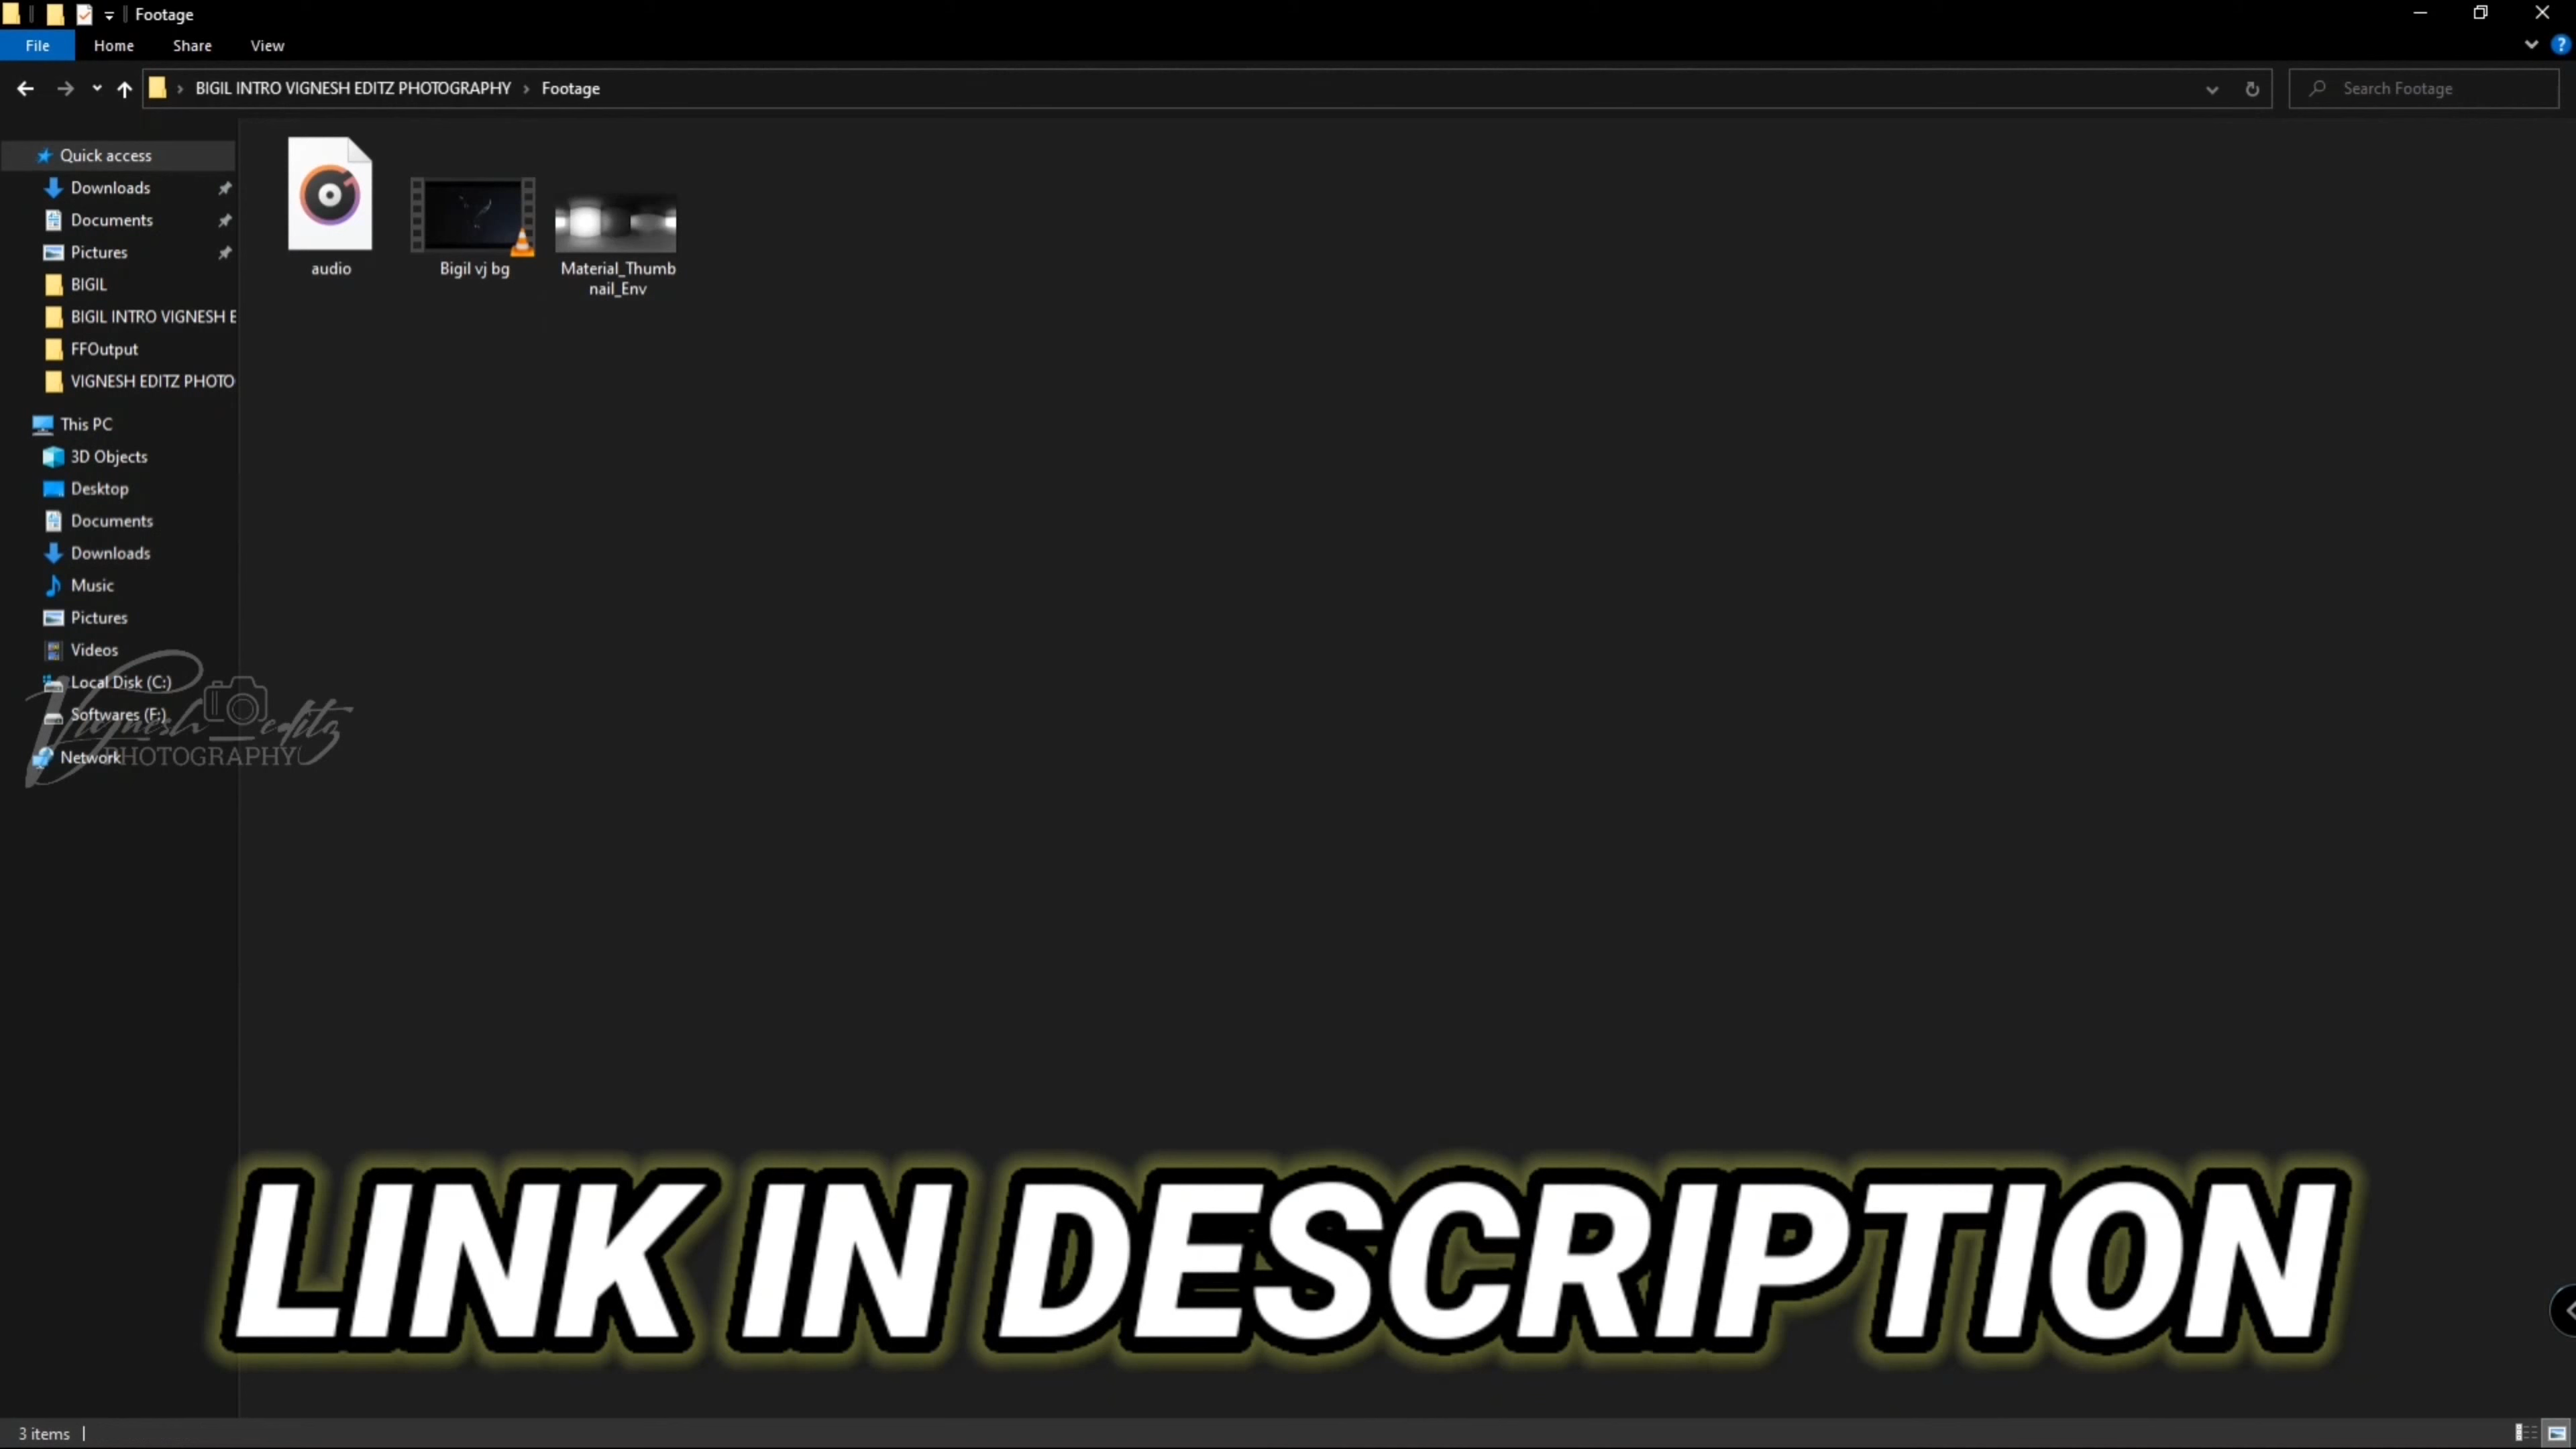 Footage
File Home Share View
BIGIL INTRO VIGNESH EDITZ PHOTOGRAPHY Footage
Search Footage
Quick access
Downloads
Documents
Pictures
BIGIL
BIGIL INTRO VIGNESH E
FFOutput
VIGNESH EDITZ PHOTO
This PC
3D Objects
Desktop
Documents
Downloads
Music
Pictures
Videos
Local Disk (C:)
Softwares (F:)
Network
audio
Bigil vj bg
Material_Thumb
nail_Env
Vignesh editz
PHOTOGRAPHY
LINK IN DESCRIPTION
3 items